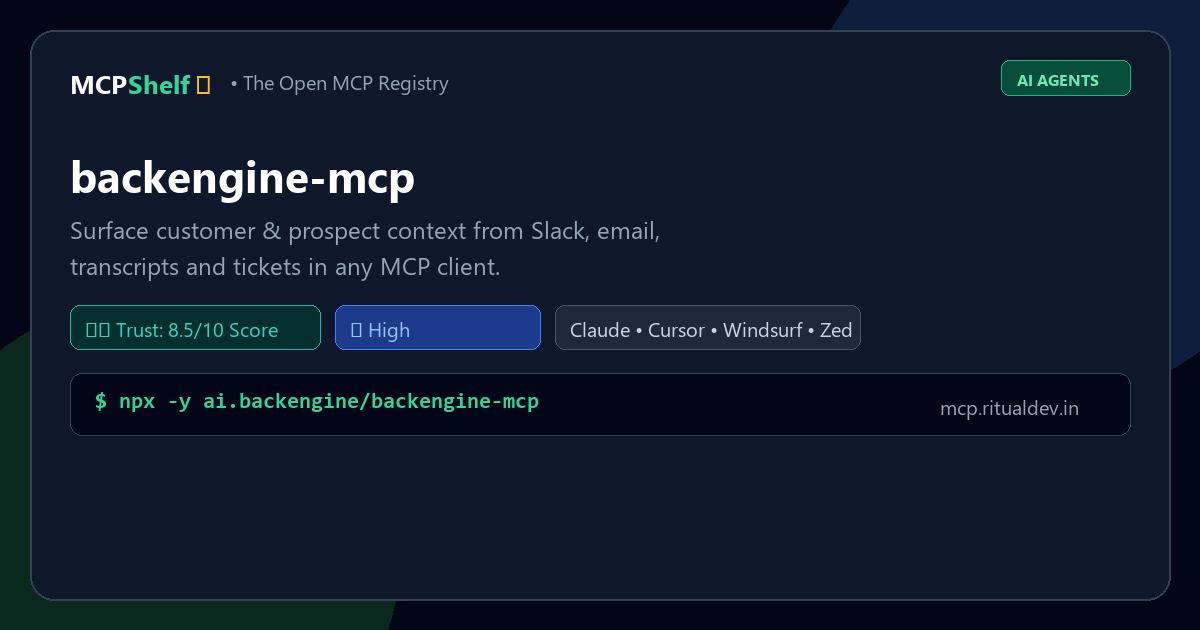 MCPShelf • The Open MCP Registry
AI AGENTS
backengine-mcp
Surface customer & prospect context from Slack, email,
transcripts and tickets in any MCP client.
Trust: 8.5/10 Score
High
Claude • Cursor • Windsurf • Zed
$ npx -y ai.backengine/backengine-mcp
mcp.ritualdev.in